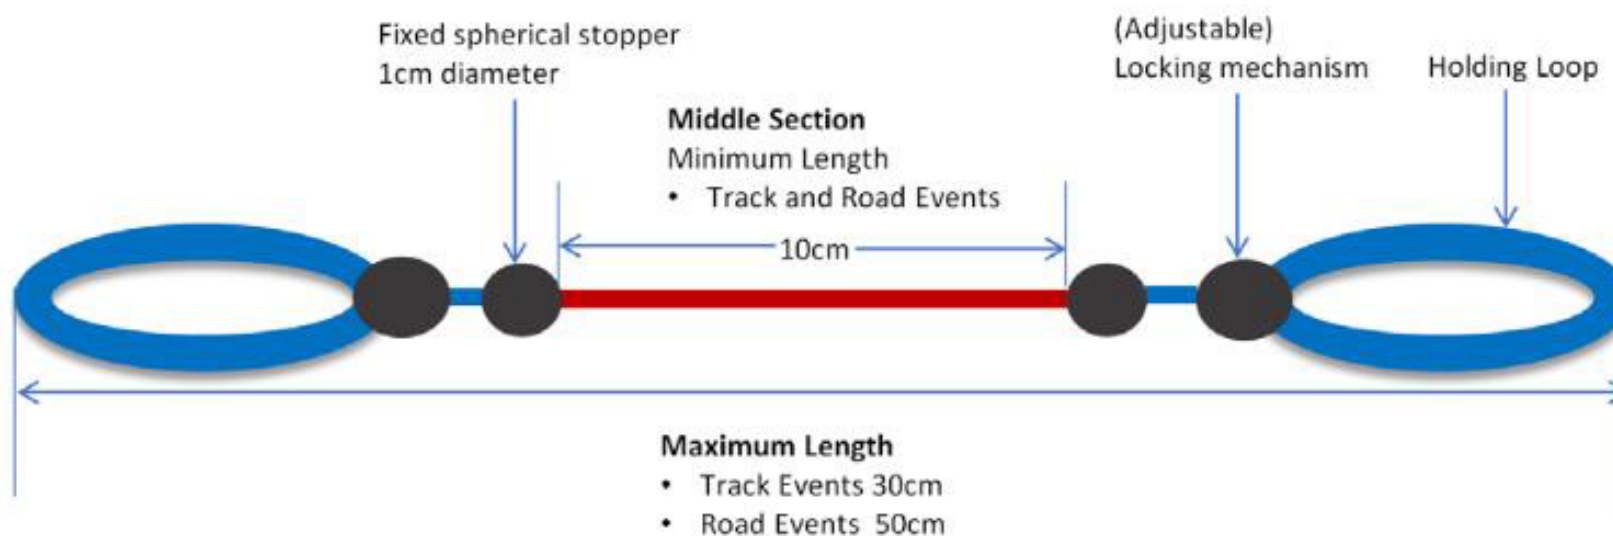 Fixed spherical stopper
1cm diameter
(Adjustable)
Locking mechanism
Holding Loop
Middle Section
Minimum Length
• Track and Road Events
10cm
Maximum Length
• Track Events 30cm
• Road Events 50cm